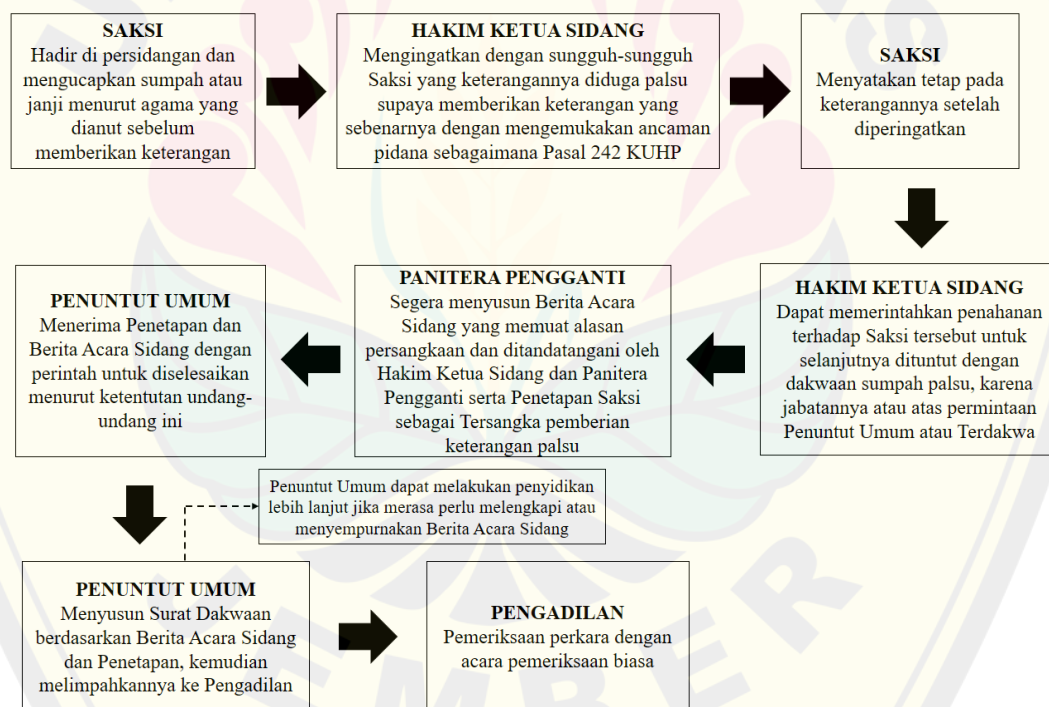 SAKSI
Hadir di persidangan dan
mengucapkan sumpah atau
janji menurut agama yang
dianut sebelum
memberikan keterangan
HAKIM KETUA SIDANG
Mengingatkan dengan sungguh-sungguh
Saksi yang keterangannya diduga palsu
supaya memberikan keterangan yang
sebenarnya dengan mengemukakan ancaman
pidana sebagaimana Pasal 242 KUHP
SAKSI
Menyatakan tetap pada
keterangannya setelah
diperingatkan
HAKIM KETUA SIDANG
Dapat memerintahkan penahanan
terhadap Saksi tersebut untuk
selanjutnya dituntut dengan
dakwaan sumpah palsu, karena
jabatannya atau atas permintaan
Penuntut Umum atau Terdakwa
PANITERA PENGGANTI
Segera menyusun Berita Acara
Sidang yang memuat alasan
persangkaan dan ditandatangani oleh
Hakim Ketua Sidang dan Panitera
Pengganti serta Penetapan Saksi
sebagai Tersangka pemberian
keterangan palsu
PENUNTUT UMUM
Menerima Penetapan dan
Berita Acara Sidang dengan
perintah untuk diselesaikan
menurut ketentutan undang-
undang ini
Penuntut Umum dapat melakukan penyidikan
lebih lanjut jika merasa perlu melengkapi atau
menyempurnakan Berita Acara Sidang
PENUNTUT UMUM
Menyusun Surat Dakwaan
berdasarkan Berita Acara Sidang
dan Penetapan, kemudian
melimpahkannya ke Pengadilan
PENGADILAN
Pemeriksaan perkara dengan
acara pemeriksaan biasa